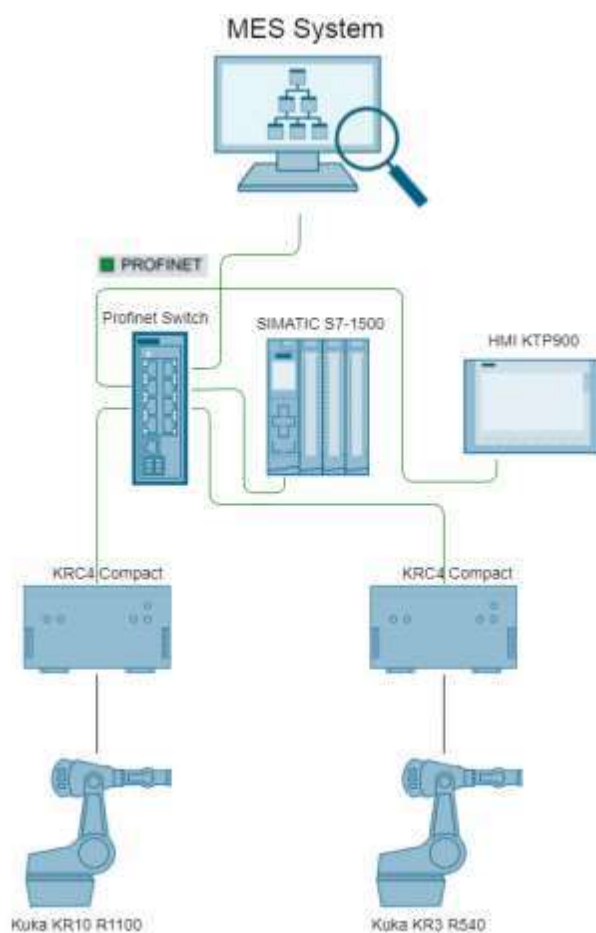 MES System
PROFINET
Profinet Switch
SIMATIC S7-1500
HMI KTP900
KRC4 Compact
KRC4 Compact
Kuka KR10 R1100
Kuka KR3 R540